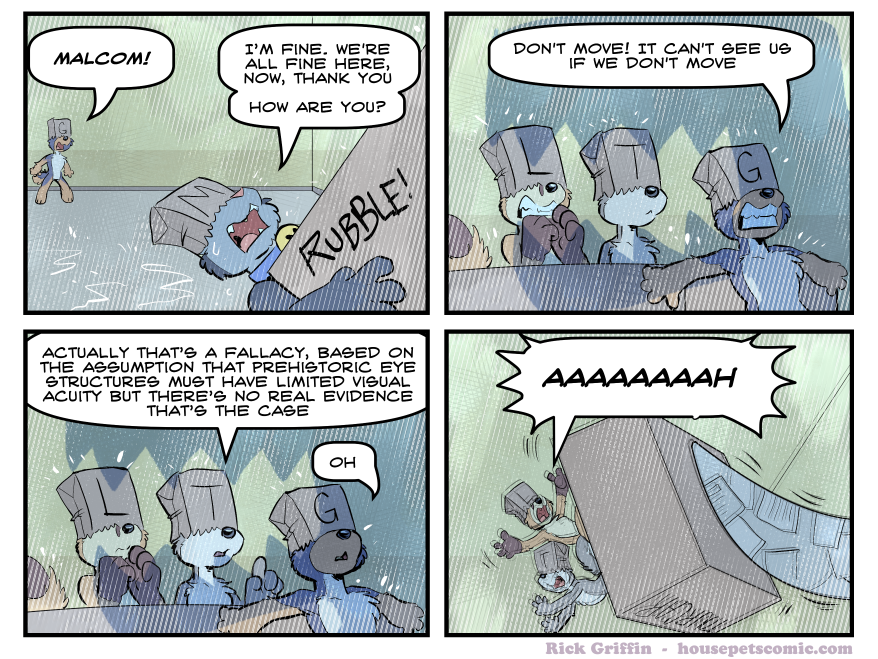 MALCOM!
I'M FINE. WE'RE
ALL FINE HERE,
NOW, THANK YOU
HOW ARE YOU?
G
M
RUBBLE!
DON'T MOVE! IT CAN'T SEE US
IF WE DON'T MOVE
L
T
G
ACTUALLY THAT'S A FALLACY, BASED ON
THE ASSUMPTION THAT PREHISTORIC EYE
STRUCTURES MUST HAVE LIMITED VISUAL
ACUITY BUT THERE'S NO REAL EVIDENCE
THAT'S THE CASE
OH
L
T
G
AAAAAAAAH
Rick Griffin - housepetscomic.com